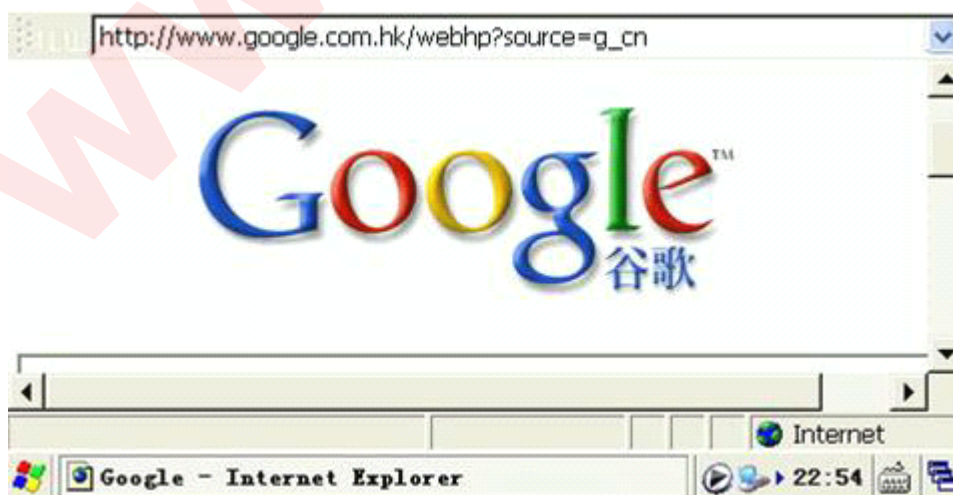 http://www.google.com.hk/webhp?source=g_cn
Google™
谷歌
Internet
Google - Internet Explorer
22:54